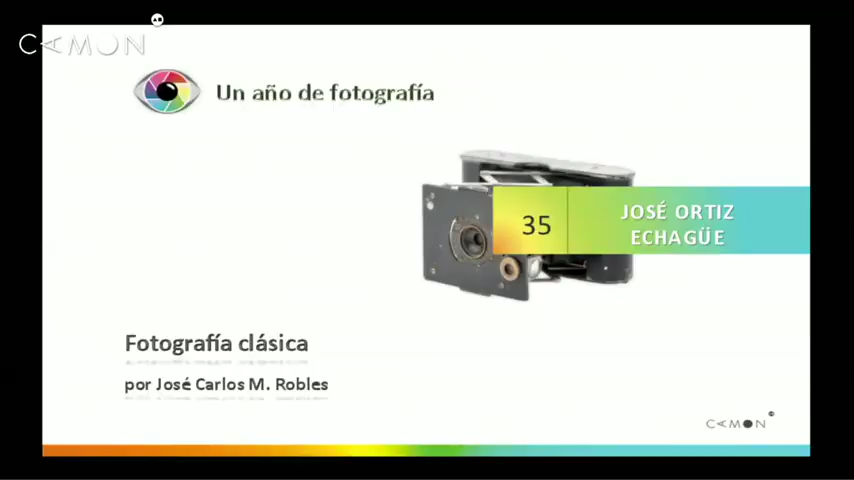 CAMON
Un año de fotografía
35
JOSÉ ORTIZ
ECHAGÜE
Fotografía clásica
por José Carlos M. Robles
CAMON